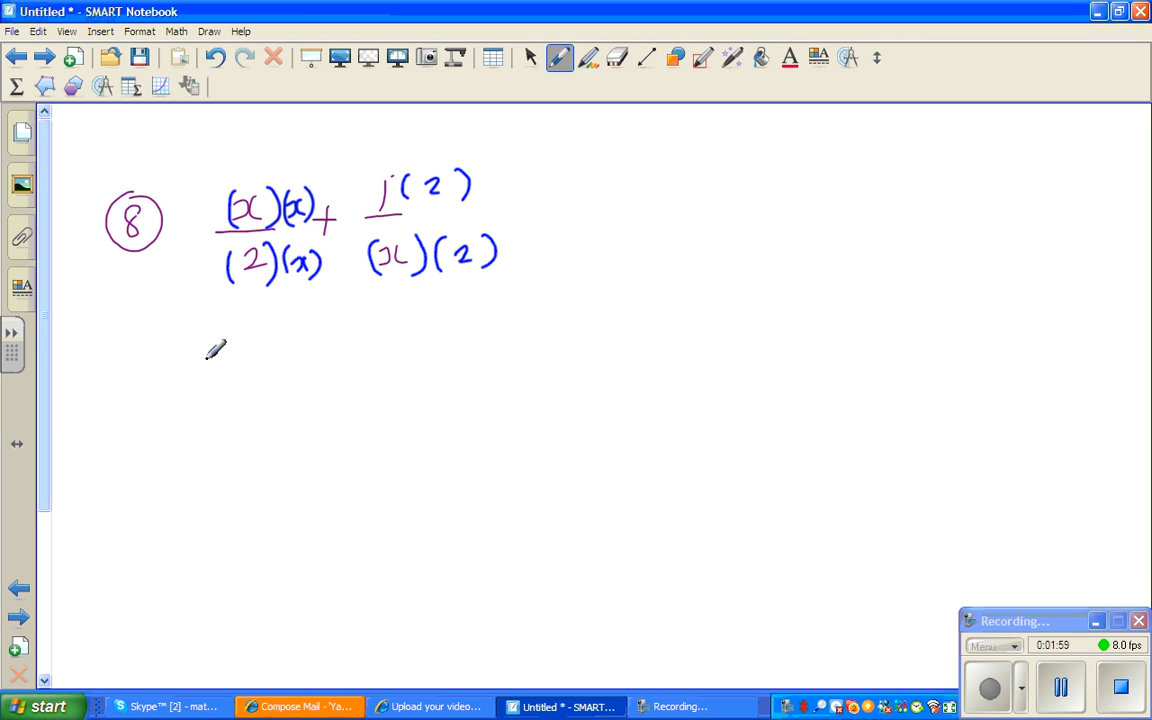 Untitled * - SMART Notebook
File Edit View Insert Format Math Draw Help
8 (x)(x) + 1(2)
(2)(x) (x)(2)
Recording...
Menu 0:01:59 8.0 fps
start Skype™ [2] - mat... Compose Mail - 'Ya... Upload your video... Untitled * - SMART... Recording...